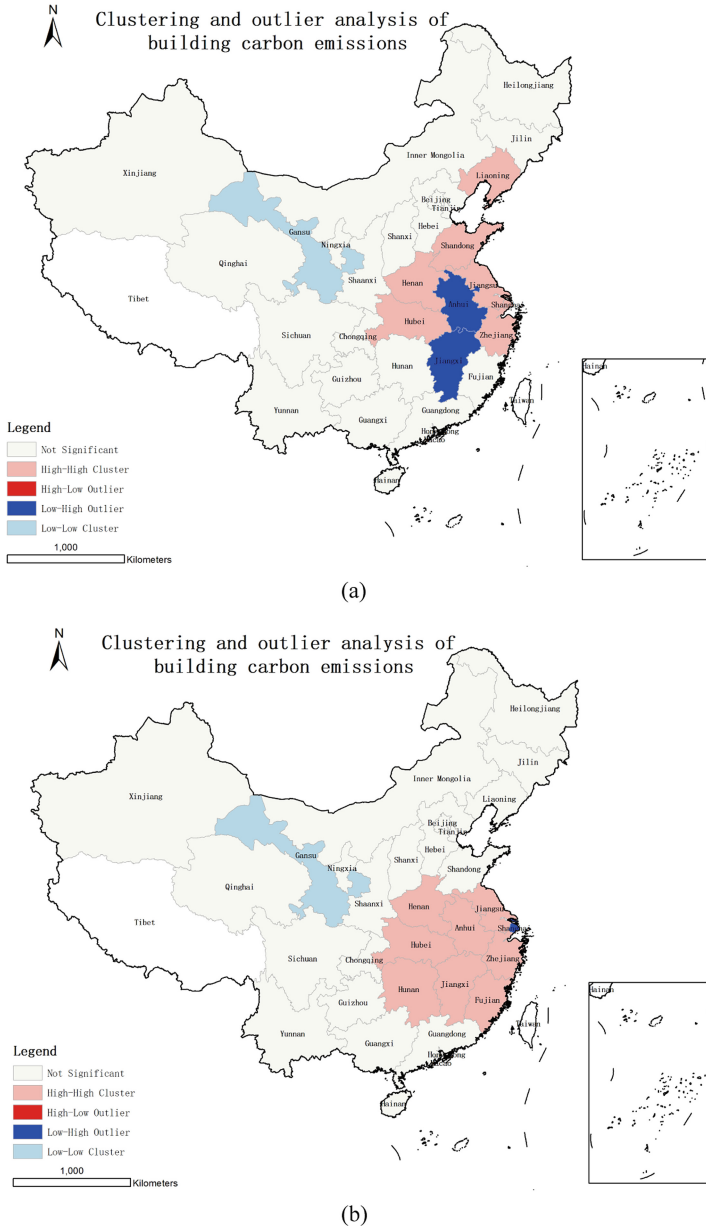 N
Clustering and outlier analysis of
building carbon emissions
Heilongjiang
Jilin
Inner Mongolia
Xinjiang
Liaoning
Beijing
Tianjin
Hebei
Gansu
Shanxi
Ningxia
Shandong
Qinghai
Shaanxi
Henan
Jiangsu
Tibet
Anhui
Shanghai
Hubei
Sichuan
Chongqing
Zhejiang
Hunan
Jiangxi
Guizhou
Fujian
Hainan
Yunnan
Guangxi
Guangdong
Taiwan
Hong Kong
Macao
Hainan
Legend
Not Significant
High-High Cluster
High-Low Outlier
Low-High Outlier
Low-Low Cluster
1,000
Kilometers
(a)
N
Clustering and outlier analysis of
building carbon emissions
Heilongjiang
Jilin
Inner Mongolia
Xinjiang
Liaoning
Beijing
Tianjin
Hebei
Gansu
Shanxi
Ningxia
Shandong
Qinghai
Shaanxi
Henan
Jiangsu
Tibet
Anhui
Shanghai
Hubei
Sichuan
Chongqing
Zhejiang
Hunan
Jiangxi
Guizhou
Fujian
Hainan
Yunnan
Guangxi
Guangdong
Taiwan
Hong Kong
Macao
Hainan
Legend
Not Significant
High-High Cluster
High-Low Outlier
Low-High Outlier
Low-Low Cluster
1,000
Kilometers
(b)